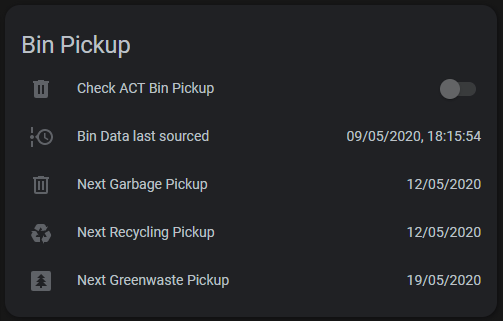 Bin Pickup
Check ACT Bin Pickup
Bin Data last sourced 09/05/2020, 18:15:54
Next Garbage Pickup 12/05/2020
Next Recycling Pickup 12/05/2020
Next Greenwaste Pickup 19/05/2020